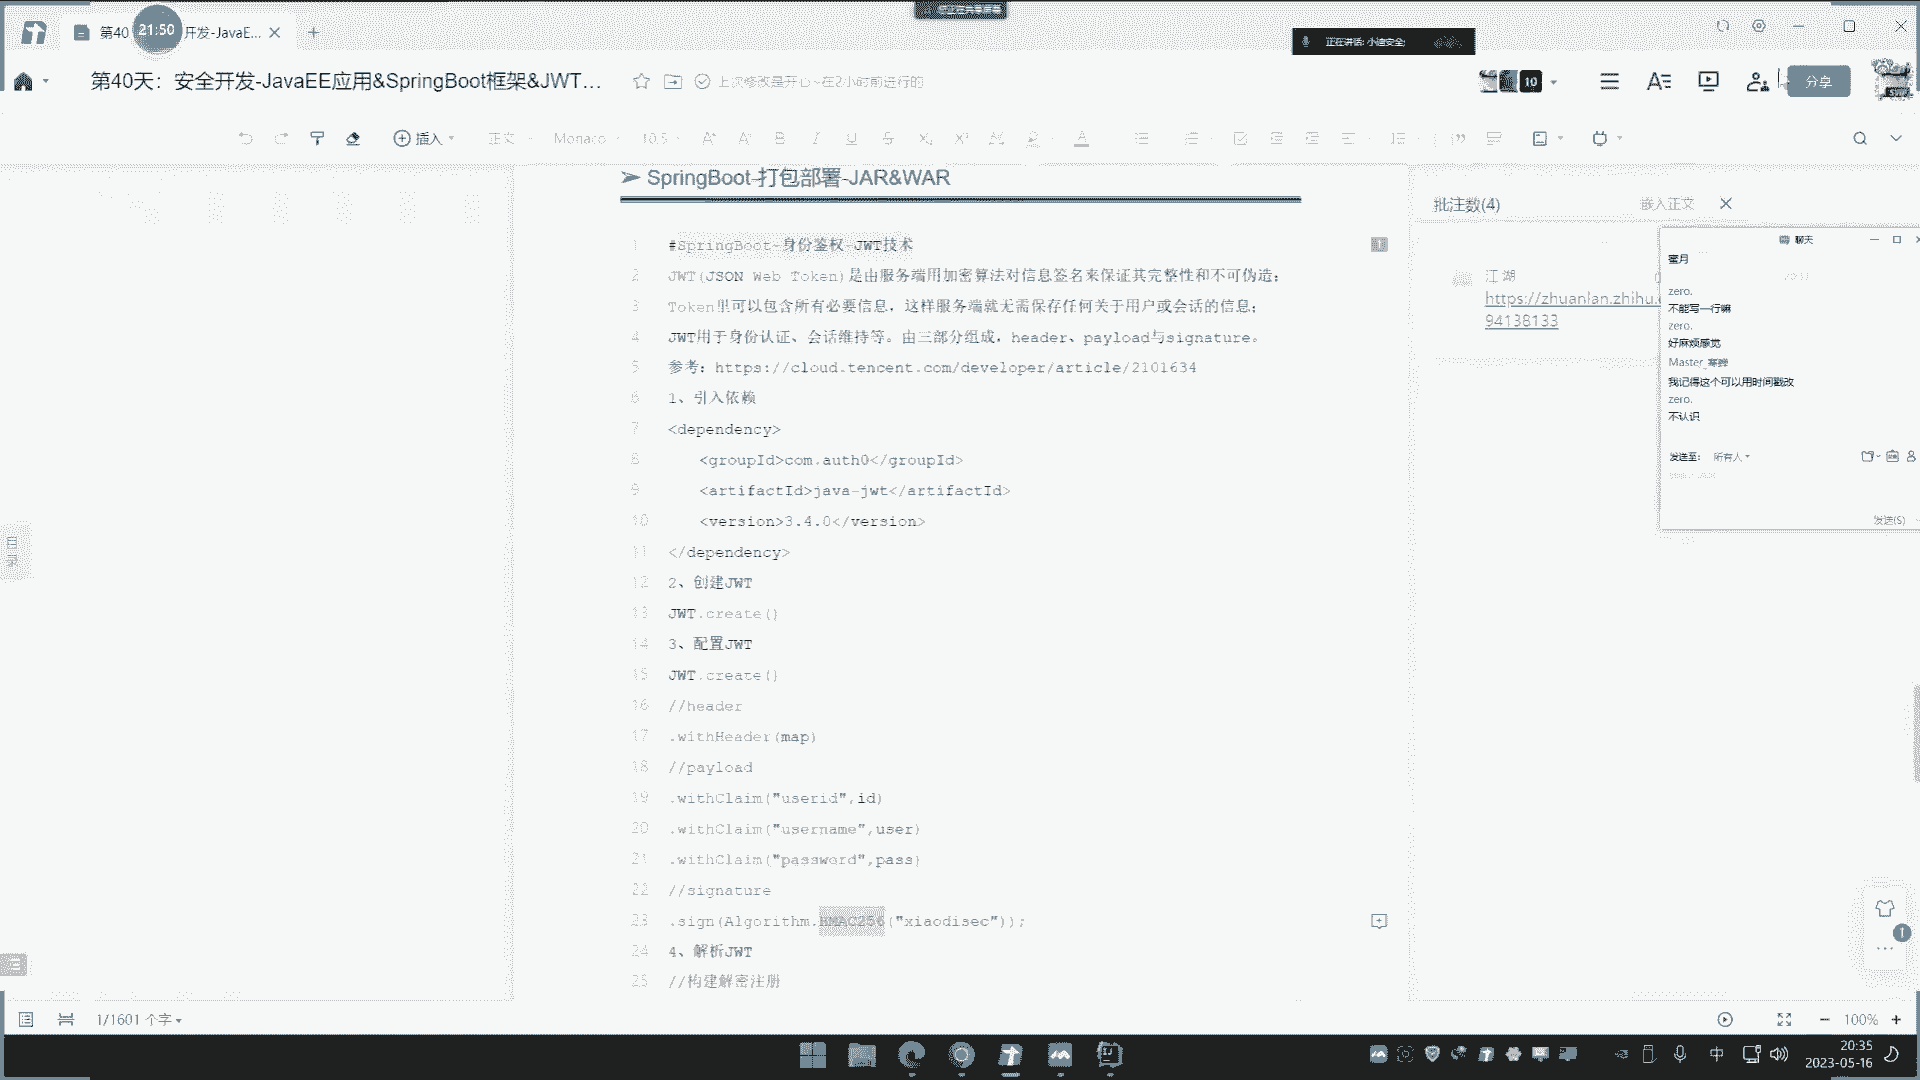 第40
21:50
开发-JavaE...
正在讲话: 小迪安全;
第40天：安全开发-JavaEE应用&SpringBoot框架&JWT...
上次修改是开心~在2小时前进行的
10
分享
插入
正文
Monaco
10.5
SpringBoot-打包部署-JAR&WAR
1 #SpringBoot-身份鉴权-JWT技术
2 JWT(JSON Web Token)是由服务端用加密算法对信息签名来保证其完整性和不可伪造；
3 Token里可以包含所有必要信息，这样服务端就无需保存任何关于用户或会话的信息；
4 JWT用于身份认证、会话维持等。由三部分组成，header、payload与signature。
5 参考：https://cloud.tencent.com/developer/article/2101634
6 1、引入依赖
7 <dependency>
8 <groupId>com.auth0</groupId>
9 <artifactId>java-jwt</artifactId>
10 <version>3.4.0</version>
11 </dependency>
12 2、创建JWT
13 JWT.create()
14 3、配置JWT
15 JWT.create()
16 //header
17 .withHeader(map)
18 //payload
19 .withClaim("userid",id)
20 .withClaim("username",user)
21 .withClaim("password",pass)
22 //signature
23 .sign(Algorithm.HMAC256("xiaodisec"));
24 4、解析JWT
25 //构建解密注册
批注数(4)
嵌入正文
江湖
https://zhuanlan.zhihu.
94138133
聊天
蜜月
zero.
不能写一行嘛
zero.
好麻烦感觉
Master_寒蝉
我记得这个可以用时间戳改
zero.
不认识
发送至: 所有人
发送(S)
目录
1
1/1601 个字
100%
中
20:35
2023-05-16